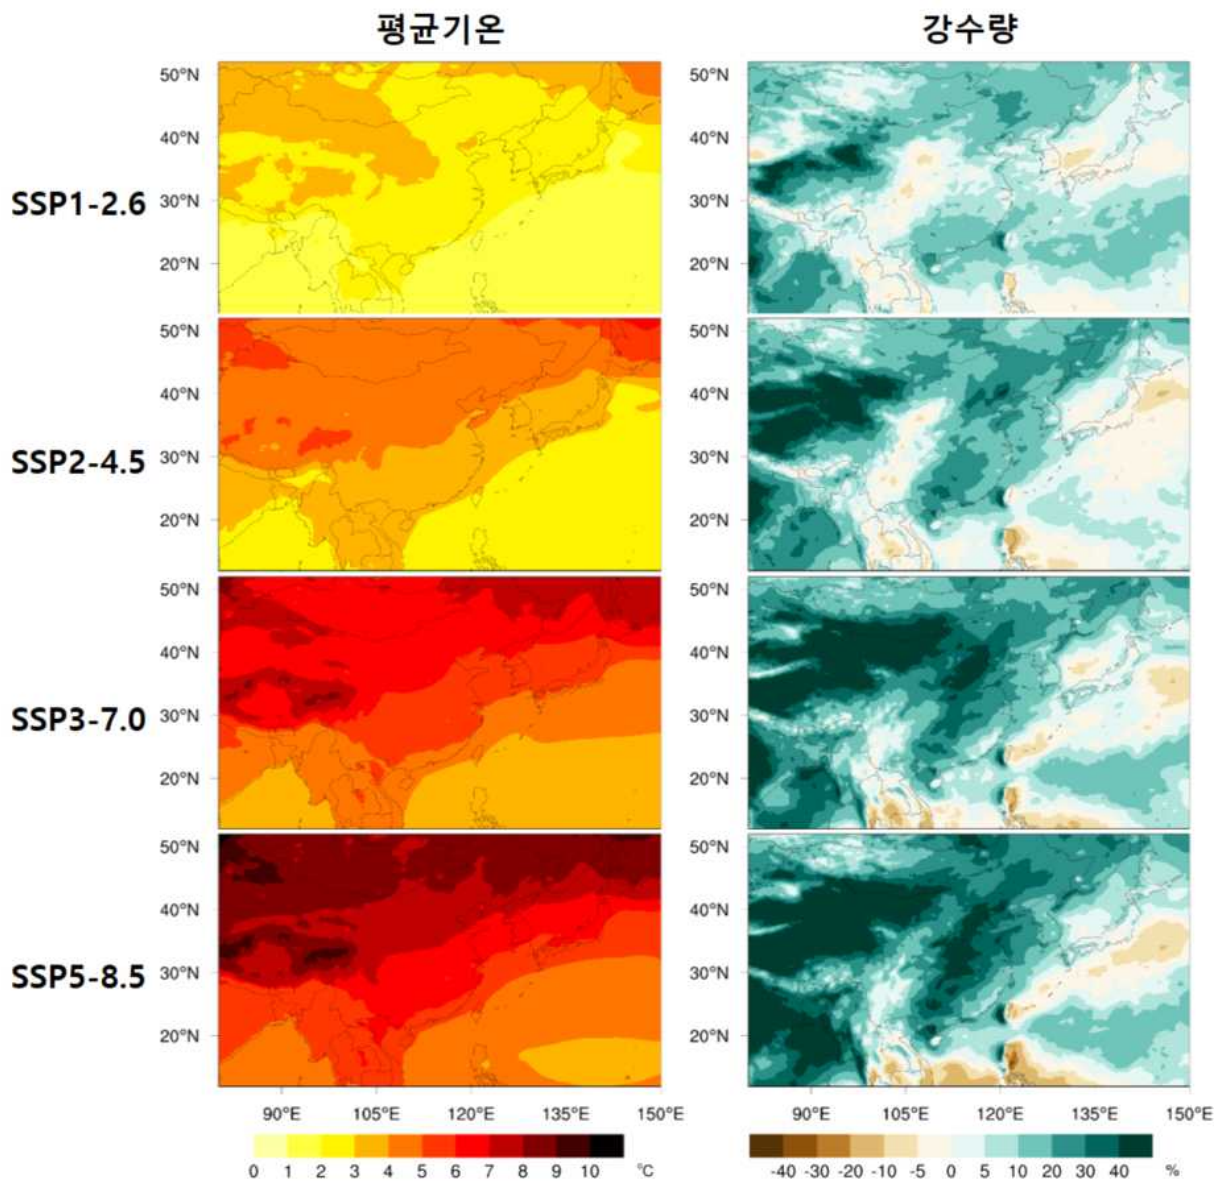 평균기온 강수량
SSP1-2.6
50°N 50°N
40°N 40°N
30°N 30°N
20°N 20°N
SSP2-4.5
50°N 50°N
40°N 40°N
30°N 30°N
20°N 20°N
SSP3-7.0
50°N 50°N
40°N 40°N
30°N 30°N
20°N 20°N
SSP5-8.5
50°N 50°N
40°N 40°N
30°N 30°N
20°N 20°N
90°E 105°E 120°E 135°E 150°E 90°E 105°E 120°E 135°E 150°E
0 1 2 3 4 5 6 7 8 9 10 °C -40 -30 -20 -10 -5 0 5 10 20 30 40 %